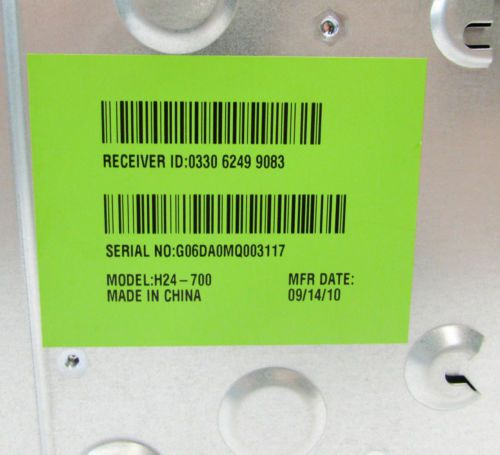 RECEIVER ID:0330 6249 9083
SERIAL NO:G06DA0MQ003117
MODEL:H24-700
MFR DATE:
MADE IN CHINA
09/14/10